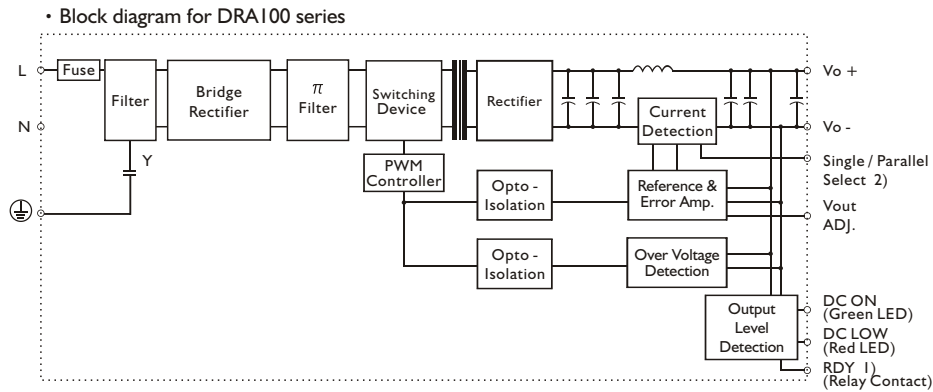 • Block diagram for DRA100 series
L
Fuse
Filter
Bridge
Rectifier
π
Filter
Switching
Device
Rectifier
Vo +
N
Current
Detection
Vo -
Y
PWM
Controller
Single / Parallel
Select 2)
Opto -
Isolation
Reference &
Error Amp.
Vout
ADJ.
Opto -
Isolation
Over Voltage
Detection
Output
Level
Detection
DC ON
(Green LED)
DC LOW
(Red LED)
RDY 1)
(Relay Contact)